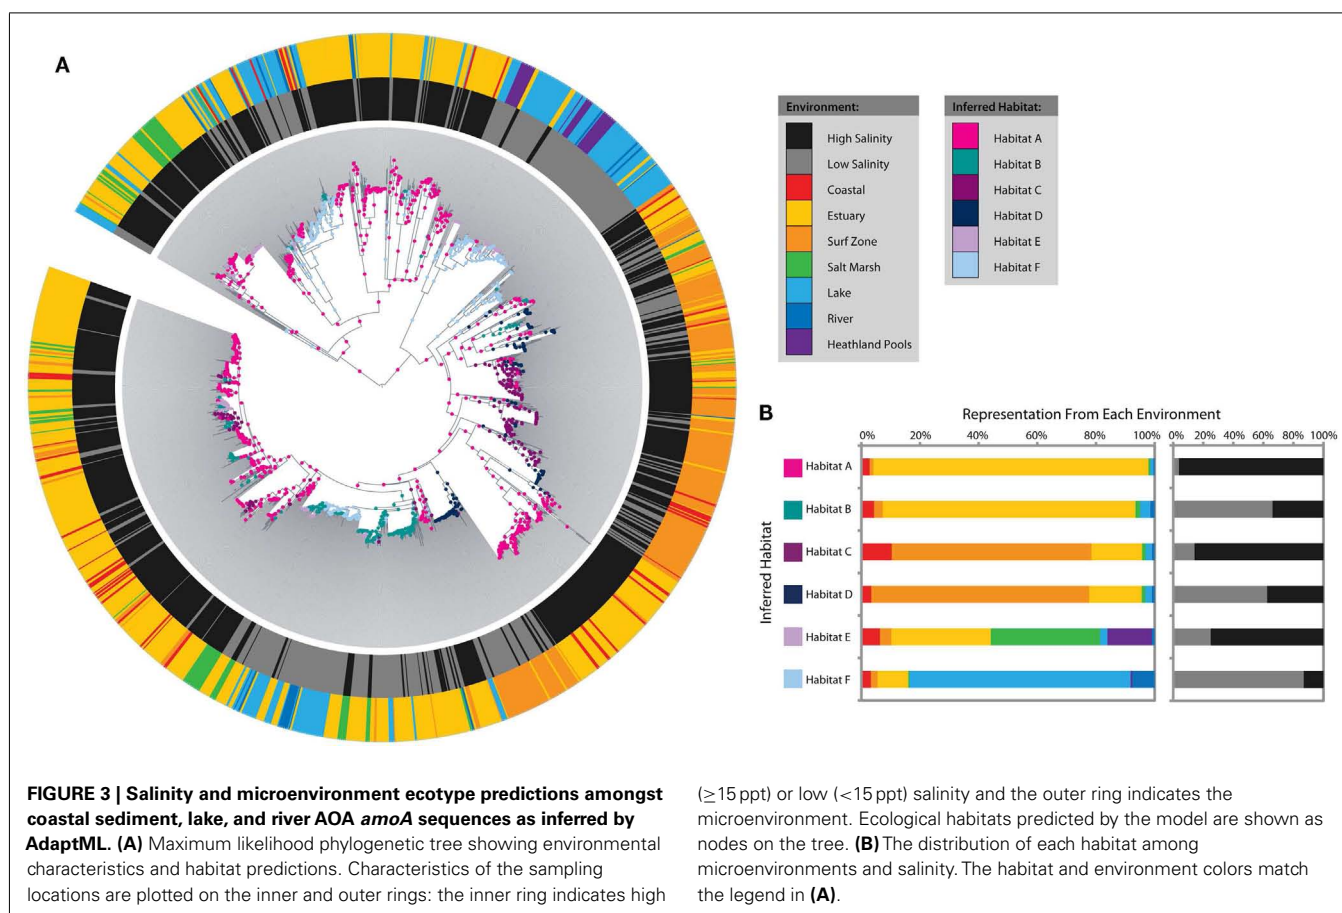 A
Environment:
High Salinity
Low Salinity
Coastal
Estuary
Surf Zone
Salt Marsh
Lake
River
Heathland Pools
Inferred Habitat:
Habitat A
Habitat B
Habitat C
Habitat D
Habitat E
Habitat F
B
Representation From Each Environment
0% 20% 40% 60% 80% 100% 0% 20% 40% 60% 80% 100%
Inferred Habitat
Habitat A
Habitat B
Habitat C
Habitat D
Habitat E
Habitat F
FIGURE 3 | Salinity and microenvironment ecotype predictions amongst
coastal sediment, lake, and river AOA amoA sequences as inferred by
AdaptML. (A) Maximum likelihood phylogenetic tree showing environmental
characteristics and habitat predictions. Characteristics of the sampling
locations are plotted on the inner and outer rings: the inner ring indicates high
(≥15 ppt) or low (<15 ppt) salinity and the outer ring indicates the
microenvironment. Ecological habitats predicted by the model are shown as
nodes on the tree. (B) The distribution of each habitat among
microenvironments and salinity. The habitat and environment colors match
the legend in (A).